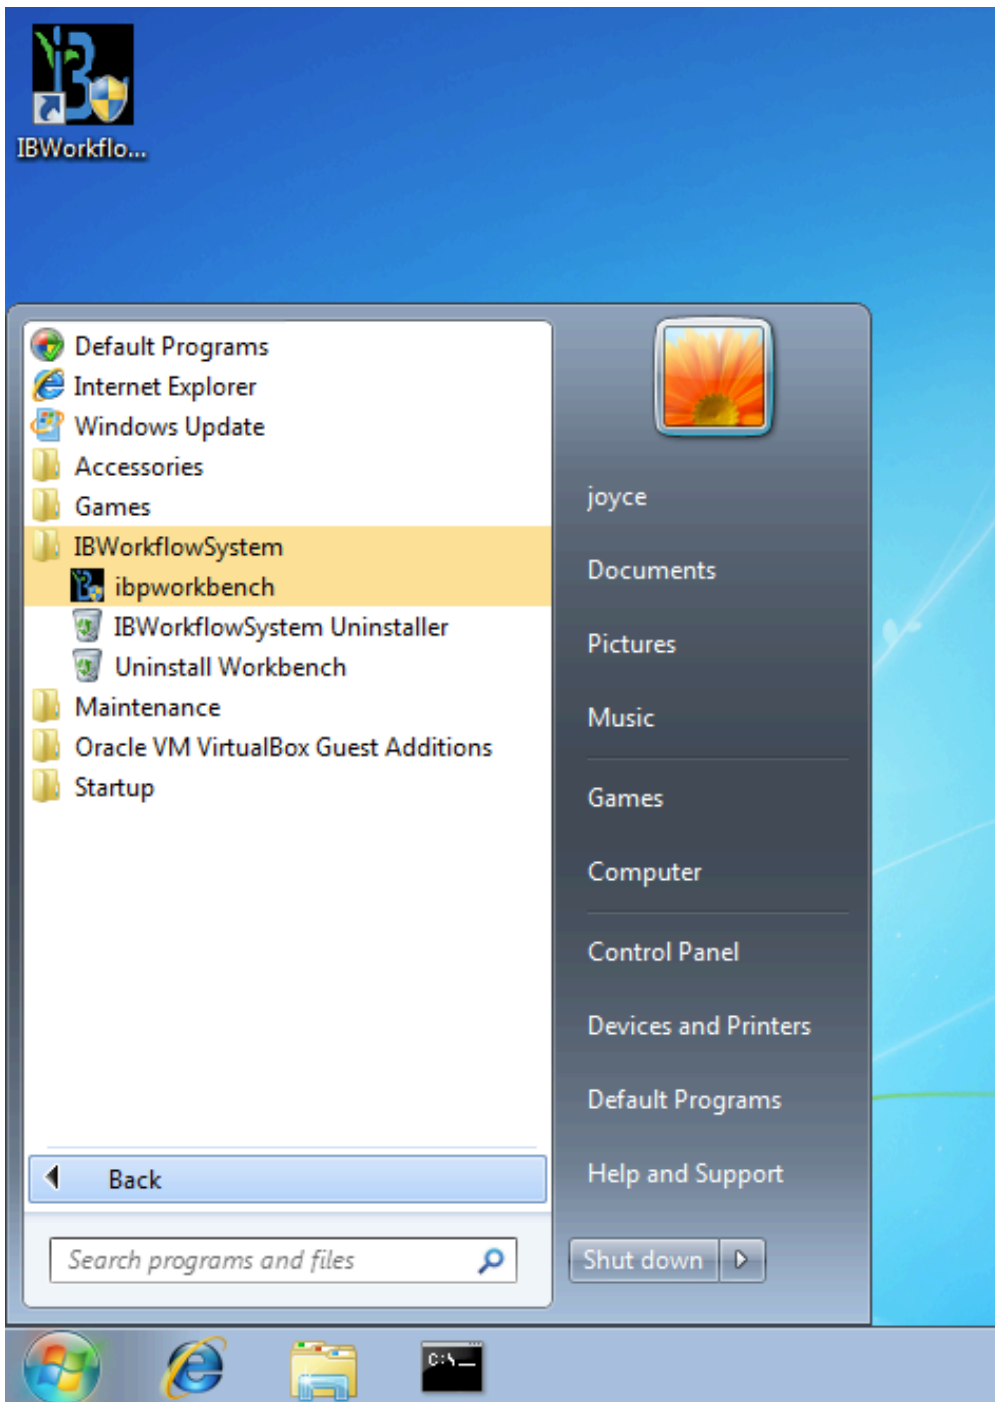 IBWorkflo...
Default Programs
Internet Explorer
Windows Update
Accessories
Games
IBWorkflowSystem
ibpworkbench
IBWorkflowSystem Uninstaller
Uninstall Workbench
Maintenance
Oracle VM VirtualBox Guest Additions
Startup
Back
Search programs and files
joyce
Documents
Pictures
Music
Games
Computer
Control Panel
Devices and Printers
Default Programs
Help and Support
Shut down
C:\_